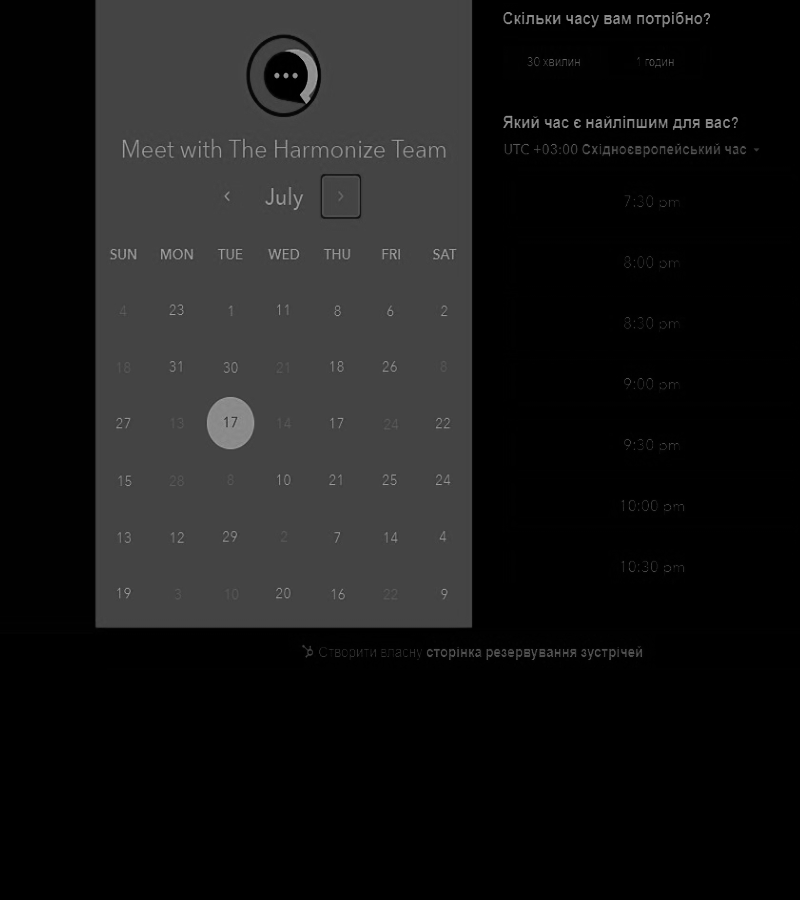 Meet with The Harmonize Team
July
SUN MON TUE WED THU FRI SAT
4 23 1 11 8 6 2
18 31 30 21 18 26 8
27 13 17 14 17 24 22
15 28 8 10 21 25 24
13 12 29 2 7 14 4
19 3 10 20 16 22 9
Скільки часу вам потрібно?
30 хвилин 1 годин
Який час є найліпшим для вас?
UTC +03:00 Східноєвропейський час
7:30 pm
8:00 pm
8:30 pm
9:00 pm
9:30 pm
10:00 pm
10:30 pm
Створити власну сторінка резервування зустрічей